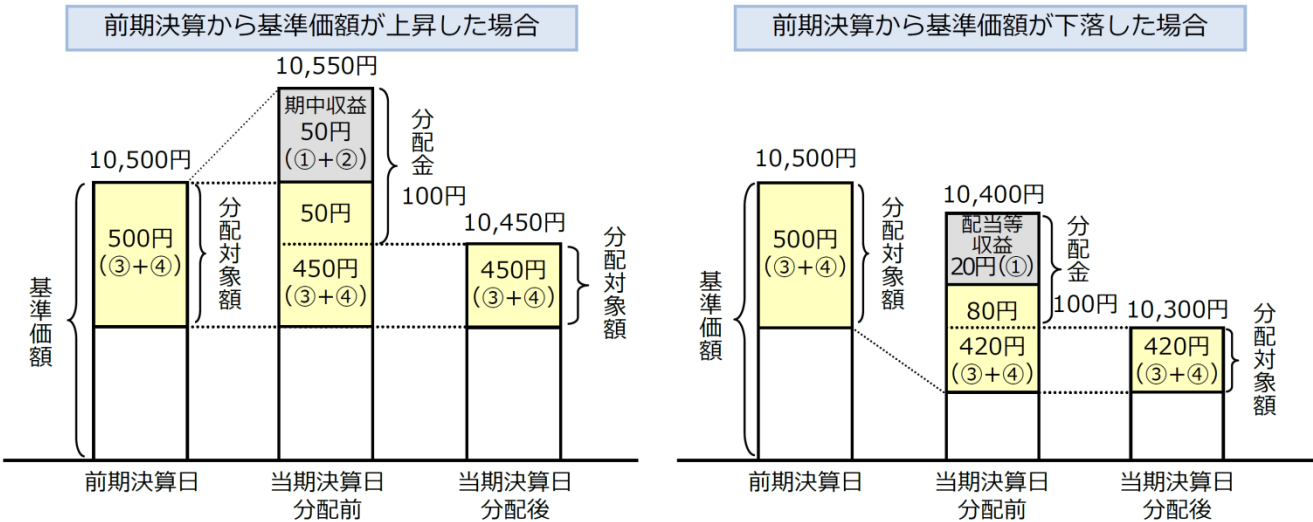 前期決算から基準価額が上昇した場合
10,550円
期中収益
50円
(①+②)
分配金
10,500円
100円
50円
10,450円
500円
(③+④)
分配対象額
450円
(③+④)
450円
(③+④)
分配対象額
基準価額
前期決算日
当期決算日
分配前
当期決算日
分配後
前期決算から基準価額が下落した場合
10,500円
10,400円
配当等
収益
20円(①)
分配金
500円
(③+④)
分配対象額
100円
80円
10,300円
420円
(③+④)
420円
(③+④)
分配対象額
基準価額
前期決算日
当期決算日
分配前
当期決算日
分配後